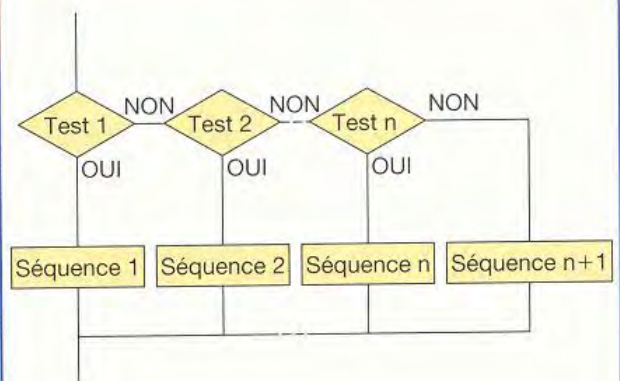 NON NON NON
Test 1 Test 2 Test n
OUI OUI OUI
Séquence 1 Séquence 2 Séquence n Séquence n+1